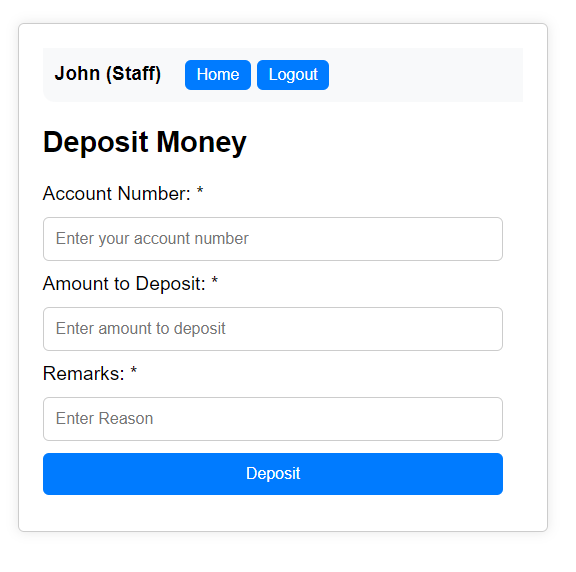 John (Staff) Home Logout
Deposit Money
Account Number: *
Enter your account number
Amount to Deposit: *
Enter amount to deposit
Remarks: *
Enter Reason
Deposit